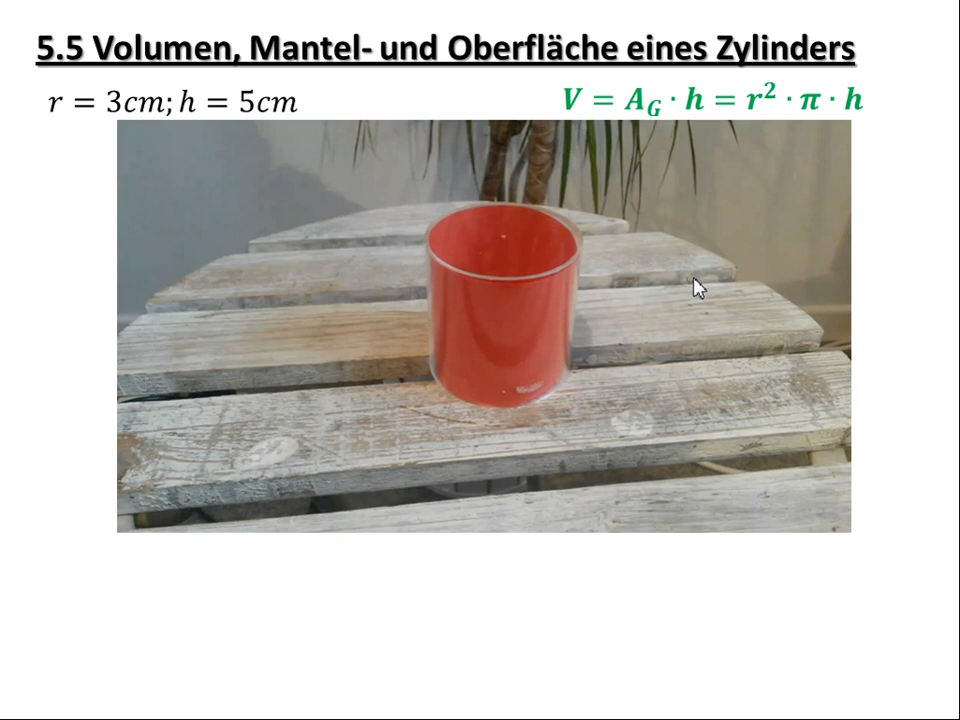 5.5 Volumen, Mantel- und Oberfläche eines Zylinders
r = 3cm; h = 5cm
V = A_G · h = r² · π · h